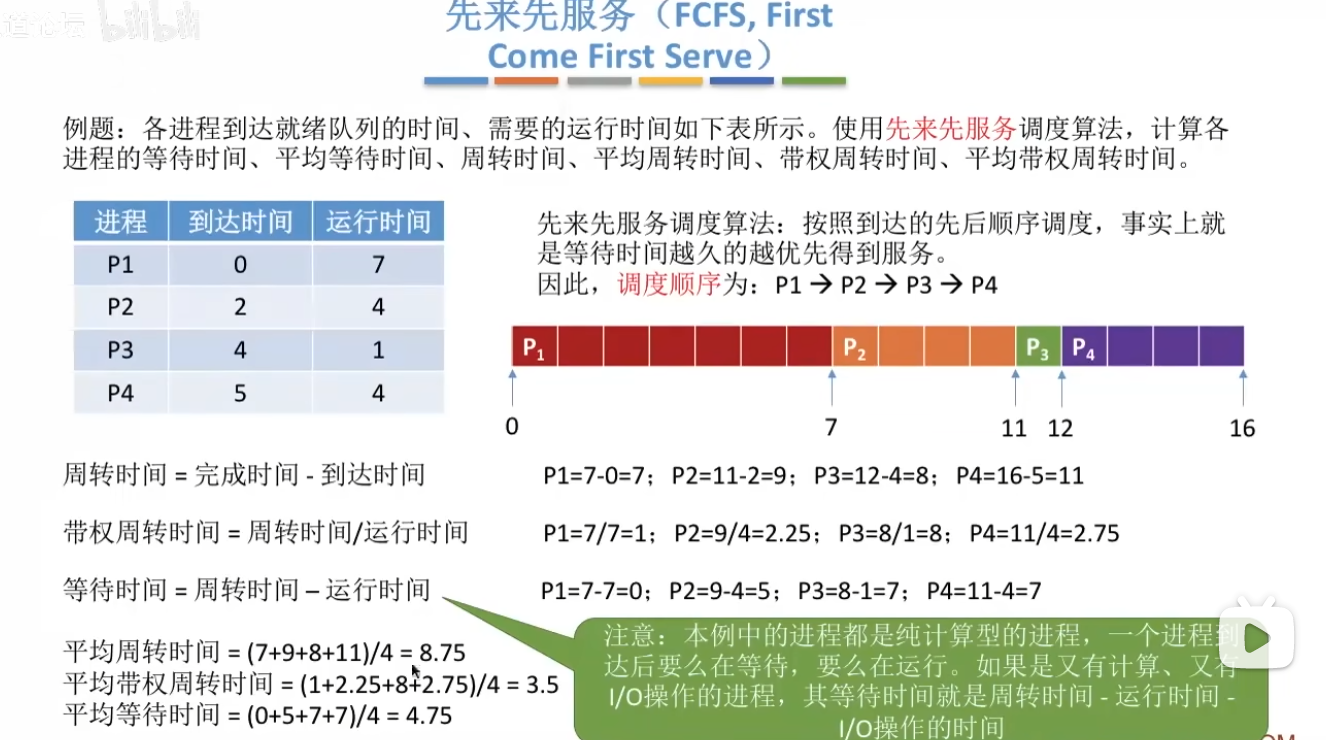 道论坛 bilibili
先来先服务（FCFS, First
Come First Serve）
例题：各进程到达就绪队列的时间、需要的运行时间如下表所示。使用先来先服务调度算法，计算各
进程的等待时间、平均等待时间、周转时间、平均周转时间、带权周转时间、平均带权周转时间。
进程 到达时间 运行时间
P1 0 7
P2 2 4
P3 4 1
P4 5 4
先来先服务调度算法：按照到达的先后顺序调度，事实上就
是等待时间越久的越优先得到服务。
因此，调度顺序为：P1 → P2 → P3 → P4
P1 P2 P3 P4
0 7 11 12 16
周转时间 = 完成时间 - 到达时间 P1=7-0=7；P2=11-2=9；P3=12-4=8；P4=16-5=11
带权周转时间 = 周转时间/运行时间 P1=7/7=1；P2=9/4=2.25；P3=8/1=8；P4=11/4=2.75
等待时间 = 周转时间 – 运行时间 P1=7-7=0；P2=9-4=5；P3=8-1=7；P4=11-4=7
平均周转时间 = (7+9+8+11)/4 = 8.75
平均带权周转时间 = (1+2.25+8+2.75)/4 = 3.5
平均等待时间 = (0+5+7+7)/4 = 4.75
注意：本例中的进程都是纯计算型的进程，一个进程到
达后要么在等待，要么在运行。如果是又有计算、又有
I/O操作的进程，其等待时间就是周转时间 - 运行时间 -
I/O操作的时间